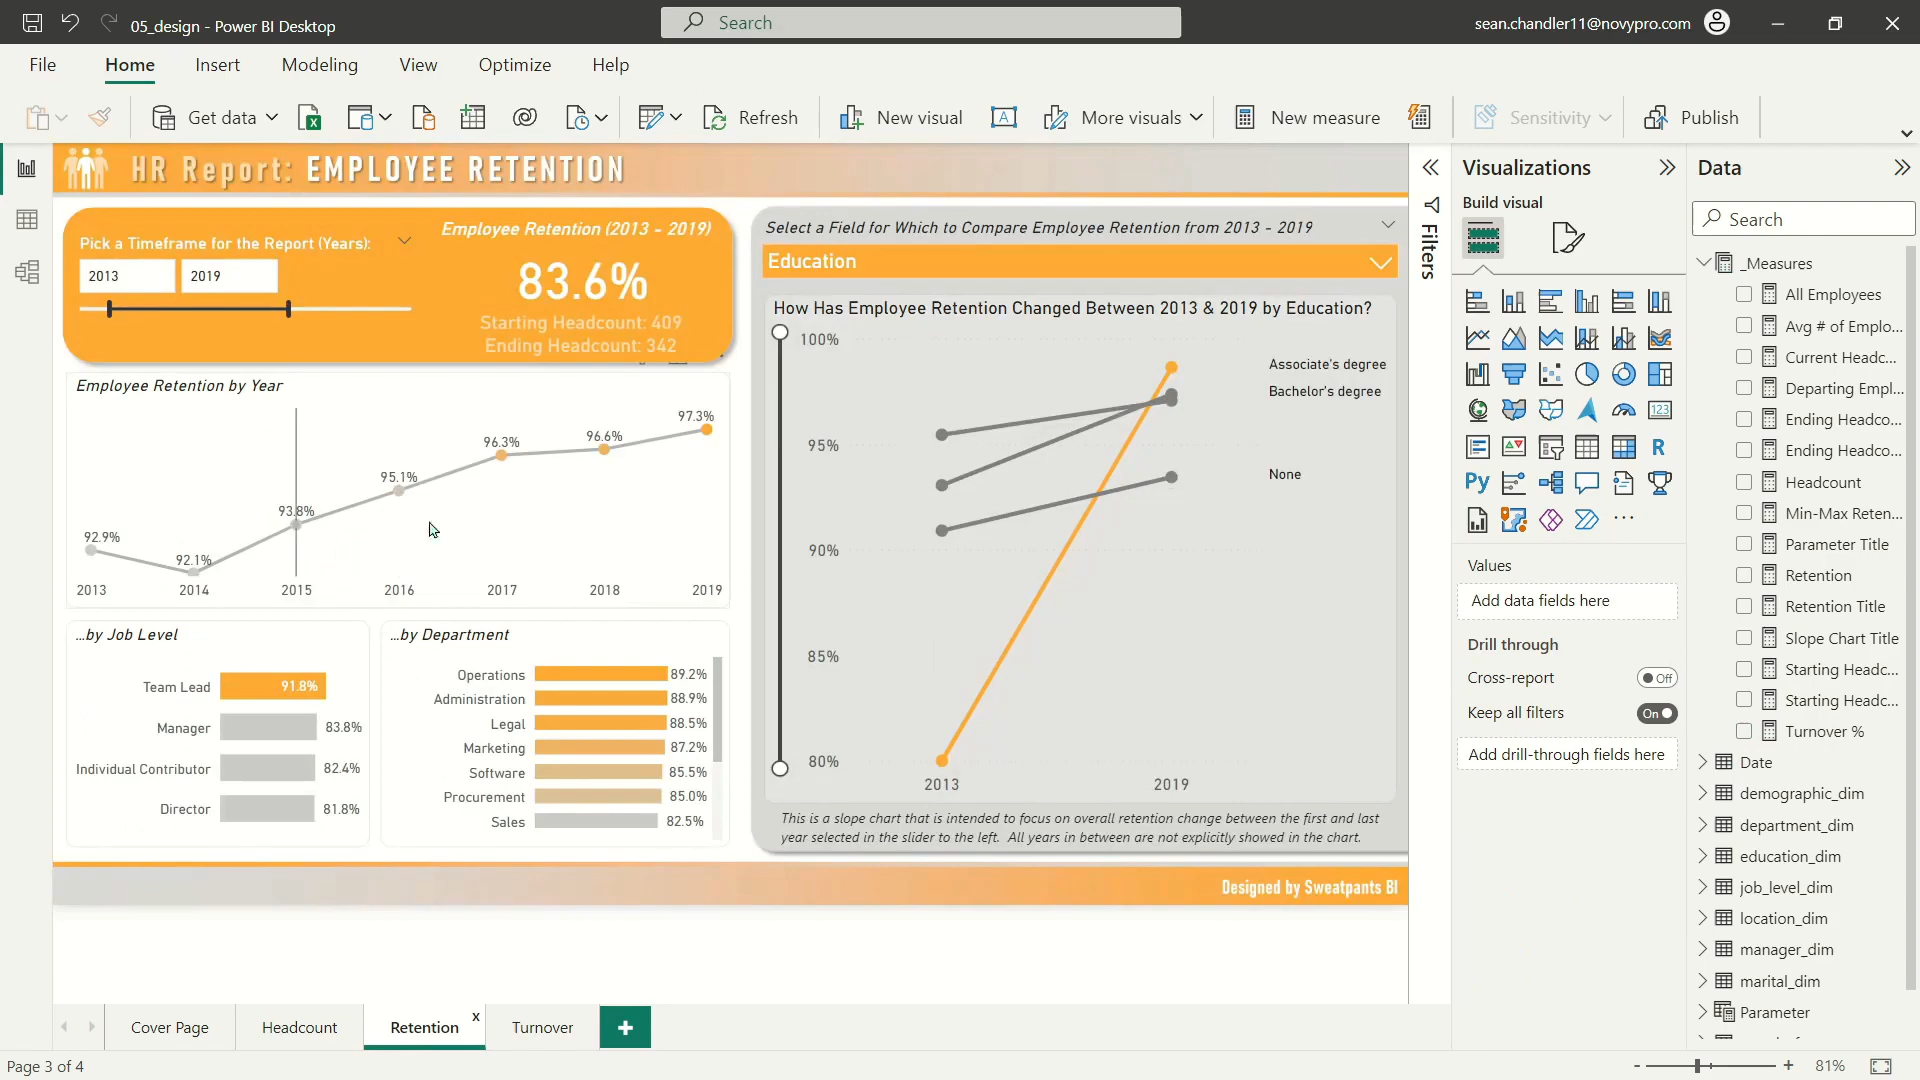 05_design - Power BI Desktop
Search
sean.chandler11@novypro.com
File
Home
Insert
Modeling
View
Optimize
Help
Get data
Refresh
New visual
More visuals
New measure
Sensitivity
Publish
HR Report: EMPLOYEE RETENTION
Pick a Timeframe for the Report (Years):
2013
2019
Employee Retention (2013 - 2019)
83.6%
Starting Headcount: 409
Ending Headcount: 342
Employee Retention by Year
92.9%
92.1%
93.8%
95.1%
96.3%
96.6%
97.3%
2013
2014
2015
2016
2017
2018
2019
...by Job Level
Team Lead
91.8%
Manager
83.8%
Individual Contributor
82.4%
Director
81.8%
...by Department
Operations
89.2%
Administration
88.9%
Legal
88.5%
Marketing
87.2%
Software
85.5%
Procurement
85.0%
Sales
82.5%
Select a Field for Which to Compare Employee Retention from 2013 - 2019
Education
How Has Employee Retention Changed Between 2013 & 2019 by Education?
100%
95%
90%
85%
80%
Associate's degree
Bachelor's degree
None
2013
2019
This is a slope chart that is intended to focus on overall retention change between the first and last
year selected in the slider to the left. All years in between are not explicitly showed in the chart.
Designed by Sweatpants BI
Filters
Visualizations
Build visual
123
R
Py
Values
Add data fields here
Drill through
Cross-report
Off
Keep all filters
On
Add drill-through fields here
Data
Search
_Measures
All Employees
Avg # of Emplo...
Current Headc...
Departing Empl...
Ending Headco...
Ending Headco...
Headcount
Min-Max Reten...
Parameter Title
Retention
Retention Title
Slope Chart Title
Starting Headc...
Starting Headc...
Turnover %
Date
demographic_dim
department_dim
education_dim
job_level_dim
location_dim
manager_dim
marital_dim
Parameter
Cover Page
Headcount
Retention
x
Turnover
+
Page 3 of 4
- + 81%